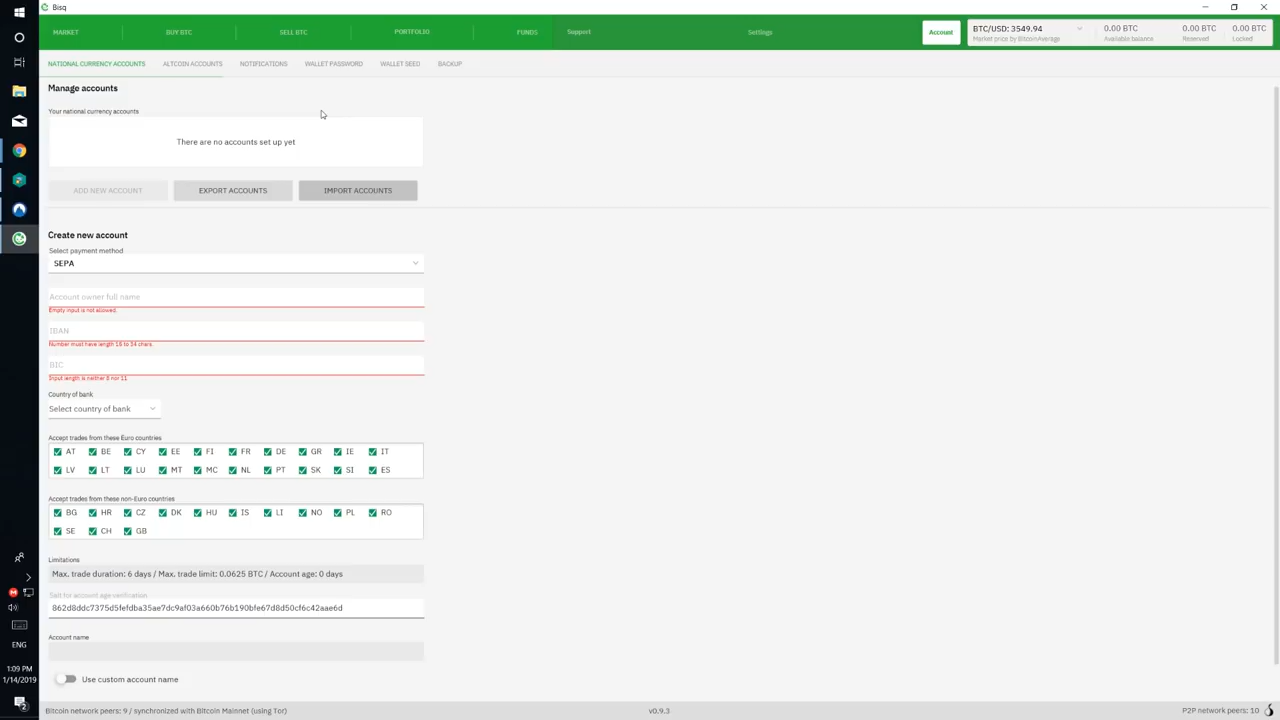 Bisq
MARKET BUY BTC SELL BTC PORTFOLIO FUNDS Support Settings Account BTC/USD: 3549.94 0.00 BTC 0.00 BTC 0.00 BTC
Market price by BitcoinAverage Available balance Reserved Locked
NATIONAL CURRENCY ACCOUNTS ALTCOIN ACCOUNTS NOTIFICATIONS WALLET PASSWORD WALLET SEED BACKUP
Manage accounts
Your national currency accounts
There are no accounts set up yet
ADD NEW ACCOUNT EXPORT ACCOUNTS IMPORT ACCOUNTS
Create new account
Select payment method
SEPA
Account owner full name
Empty input is not allowed.
IBAN
Number must have length 15 to 34 chars.
BIC
Input length is neither 8 nor 11
Country of bank
Select country of bank
Accept trades from these Euro countries
AT BE CY EE FI FR DE GR IE IT
LV LT LU MT MC NL PT SK SI ES
Accept trades from these non-Euro countries
BG HR CZ DK HU IS LI NO PL RO
SE CH GB
Limitations
Max. trade duration: 6 days / Max. trade limit: 0.0625 BTC / Account age: 0 days
Salt for account age verification
862d8ddc7375d5fefdba35ae7dc9af03a660b76b190bfe67d8d50cf6c42aae6d
Account name
Use custom account name
ENG
1:09 PM
1/14/2019
Bitcoin network peers: 9 / synchronized with Bitcoin Mainnet (using Tor) v0.9.3 P2P network peers: 10